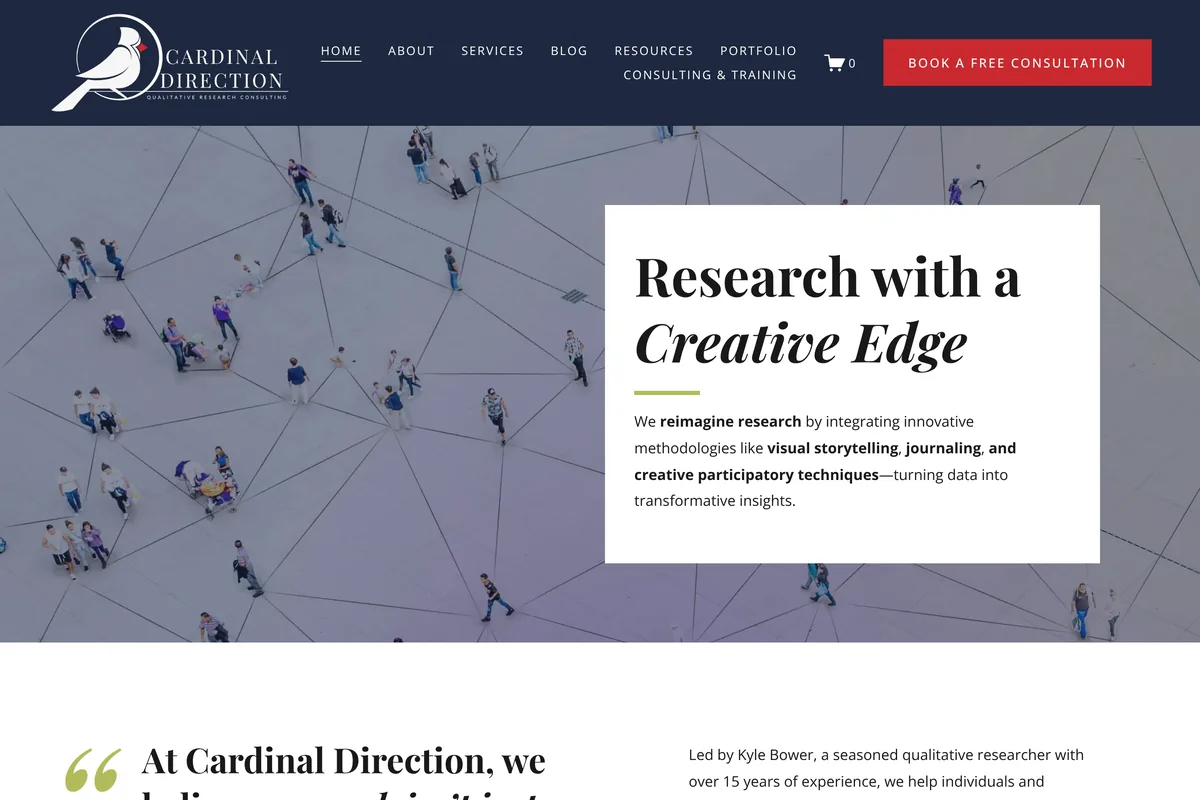 CARDINAL
DIRECTION
QUALITATIVE RESEARCH CONSULTING
HOME ABOUT SERVICES BLOG RESOURCES PORTFOLIO
CONSULTING & TRAINING
0
BOOK A FREE CONSULTATION
Research with a
Creative Edge
We reimagine research by integrating innovative
methodologies like visual storytelling, journaling, and
creative participatory techniques—turning data into
transformative insights.
“At Cardinal Direction, we
Led by Kyle Bower, a seasoned qualitative researcher with
over 15 years of experience, we help individuals and